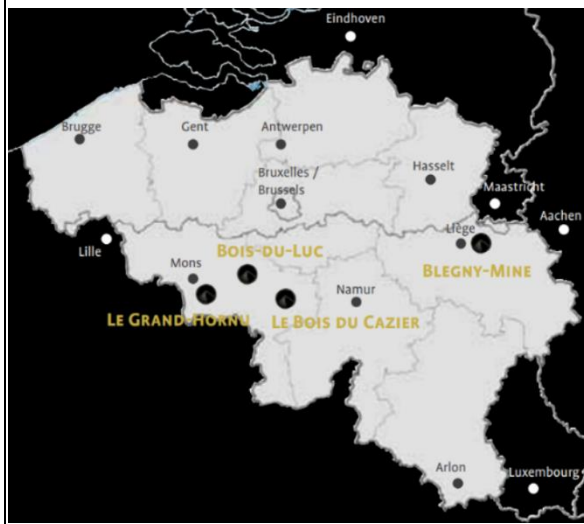 Eindhoven
Brugge
Gent
Antwerpen
Bruxelles /
Brussels
Hasselt
Maastricht
Aachen
Lille
Liège
BOIS-DU-LUC
Mons
BLEGNY-MINE
Namur
LE GRAND-HORNU
LE BOIS DU CAZIER
Arlon
Luxembourg